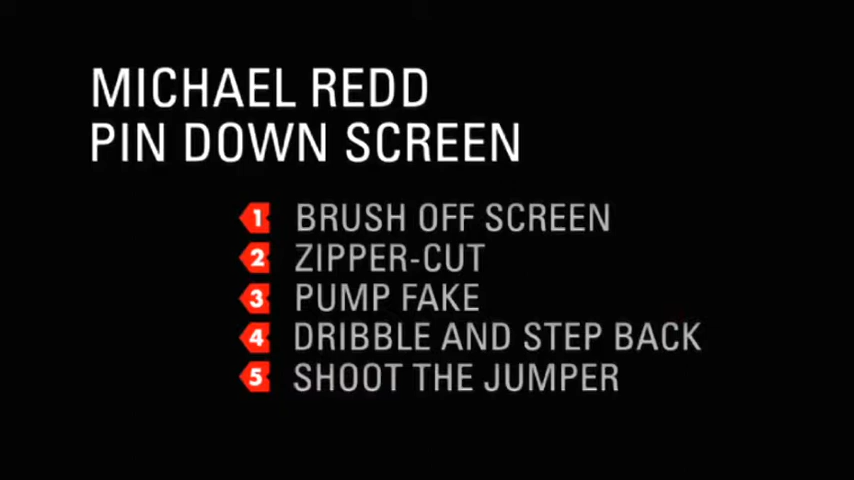 MICHAEL REDD
PIN DOWN SCREEN
1 BRUSH OFF SCREEN
2 ZIPPER-CUT
3 PUMP FAKE
4 DRIBBLE AND STEP BACK
5 SHOOT THE JUMPER